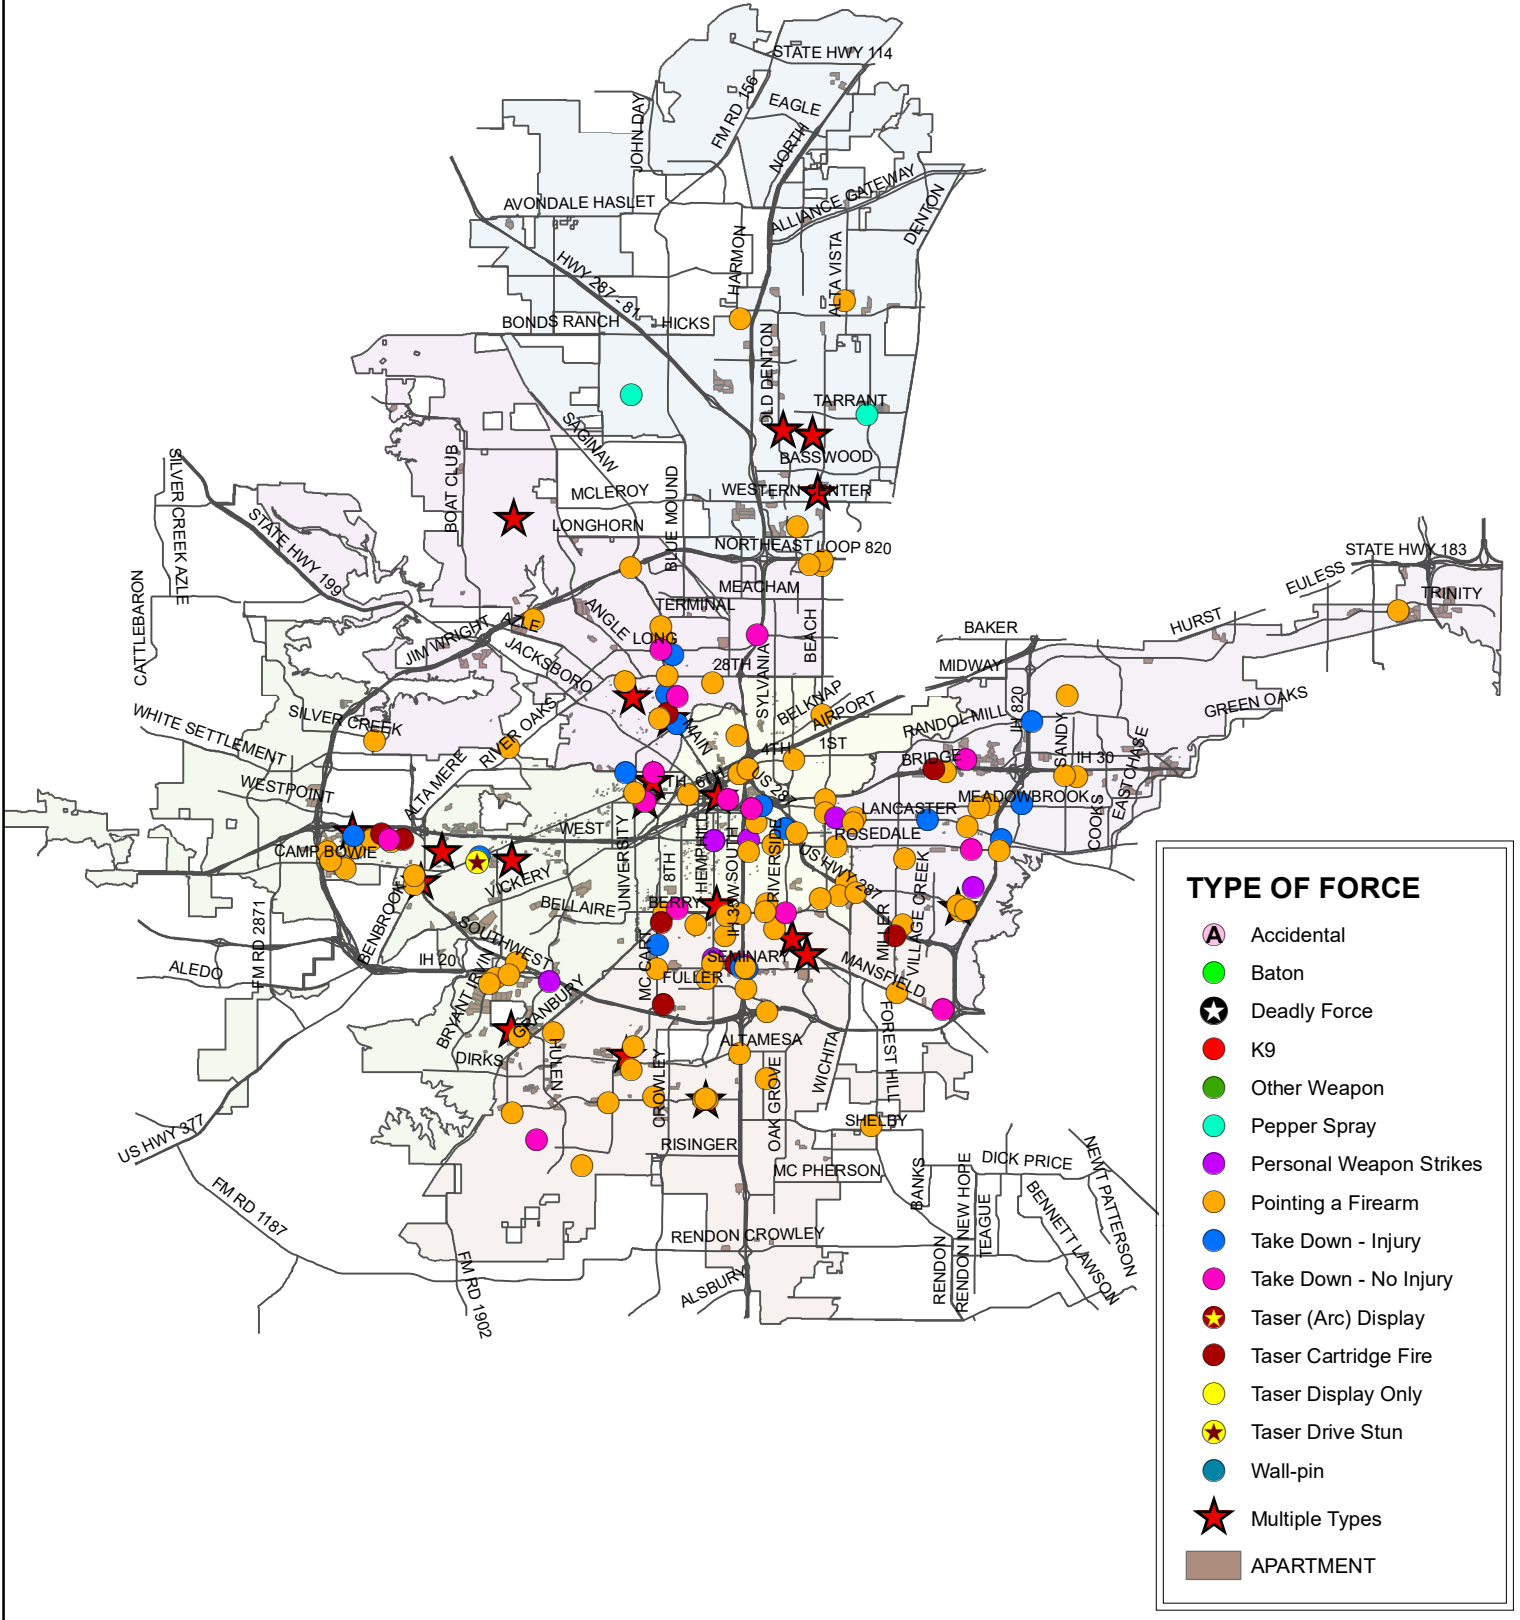 STATE HWY 114
FM RD 156
EAGLE
JOHN DAY
NORTH
ALLIANCE GATEWAY
AVONDALE HASLET
DENTON
HARMON
ALTA VISTA
HWY 287 - 81
BONDS RANCH
HICKS
OLD DENTON
TARRANT
SAGINAW
BASSWOOD
BOAT CLUB
BLUE MOUND
MCLEROY
WESTERN CENTER
SILVER CREEK AZLE
STATE HWY 199
LONGHORN
NORTHEAST LOOP 820
STATE HWY 183
EULESS
TRINITY
CATTLEBARON
MEACHAM
TERMINAL
ANGLE
AZLE
HURST
JIM WRIGHT
LONG
BEACH
BAKER
JACKSBORO
28TH
SYLVANIA
MIDWAY
GREEN OAKS
WHITE SETTLEMENT
SILVER CREEK
RIVER OAKS
BELKNAP
AIRPORT
RANDOL MILL
IH 820
SANDY
EASTCHASE
MAIN
4TH
1ST
BRIDGE
IH 30
WESTPOINT
ALTA MERE
7TH
6TH
US 287
LANCASTER
MEADOWBROOK
COOKS
WEST
ROSEDALE
CAMP BOWIE
UNIVERSITY
8TH
HEMPHILL
IH 35W SOUTH
RIVERSIDE
US HWY 287
VICKERY
BELLAIRE
BERRY
MILLER
VILLAGE CREEK
FM RD 2871
BENBROOK
SOUTHWEST
ALEDO
IH 20
MC CART
SEMINARY
FULLER
MANSFIELD
BRYANT IRVIN
GRANBURY
DIRKS
HULEN
ALTAMESA
WICHITA
FOREST HILL
CROWLEY
OAK GROVE
US HWY 377
RISINGER
SHELBY
MC PHERSON
BANKS
DICK PRICE
NEWT PATTERSON
FM RD 1187
RENDON NEW HOPE
TEAGUE
BENNETT LAWSON
RENDON CROWLEY
RENDON
FM RD 1902
ALSBURY
TYPE OF FORCE
A Accidental
Baton
Deadly Force
K9
Other Weapon
Pepper Spray
Personal Weapon Strikes
Pointing a Firearm
Take Down - Injury
Take Down - No Injury
Taser (Arc) Display
Taser Cartridge Fire
Taser Display Only
Taser Drive Stun
Wall-pin
Multiple Types
APARTMENT